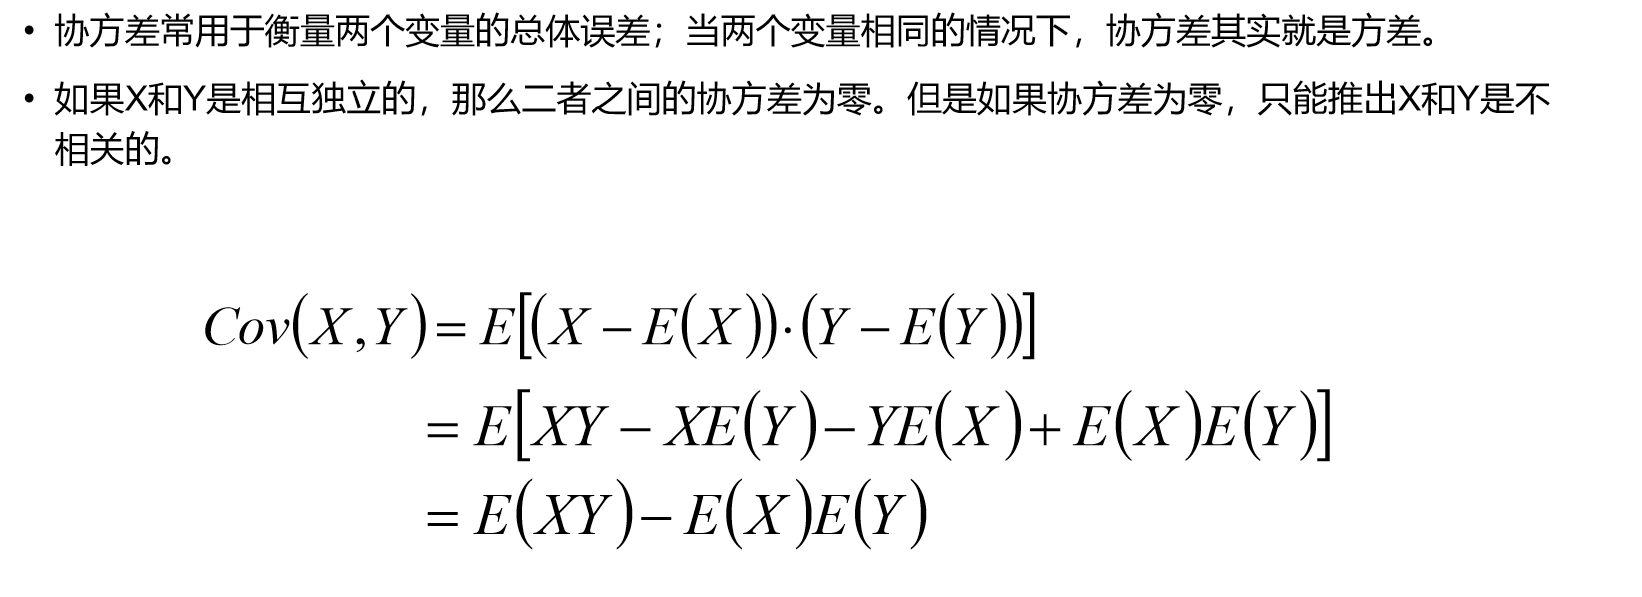 • 协方差常用于衡量两个变量的总体误差；当两个变量相同的情况下，协方差其实就是方差。
• 如果X和Y是相互独立的，那么二者之间的协方差为零。但是如果协方差为零，只能推出X和Y是不
相关的。
Cov(X,Y)=E[(X−E(X))·(Y−E(Y))]
=E[XY−XE(Y)−YE(X)+E(X)E(Y)]
=E(XY)−E(X)E(Y)